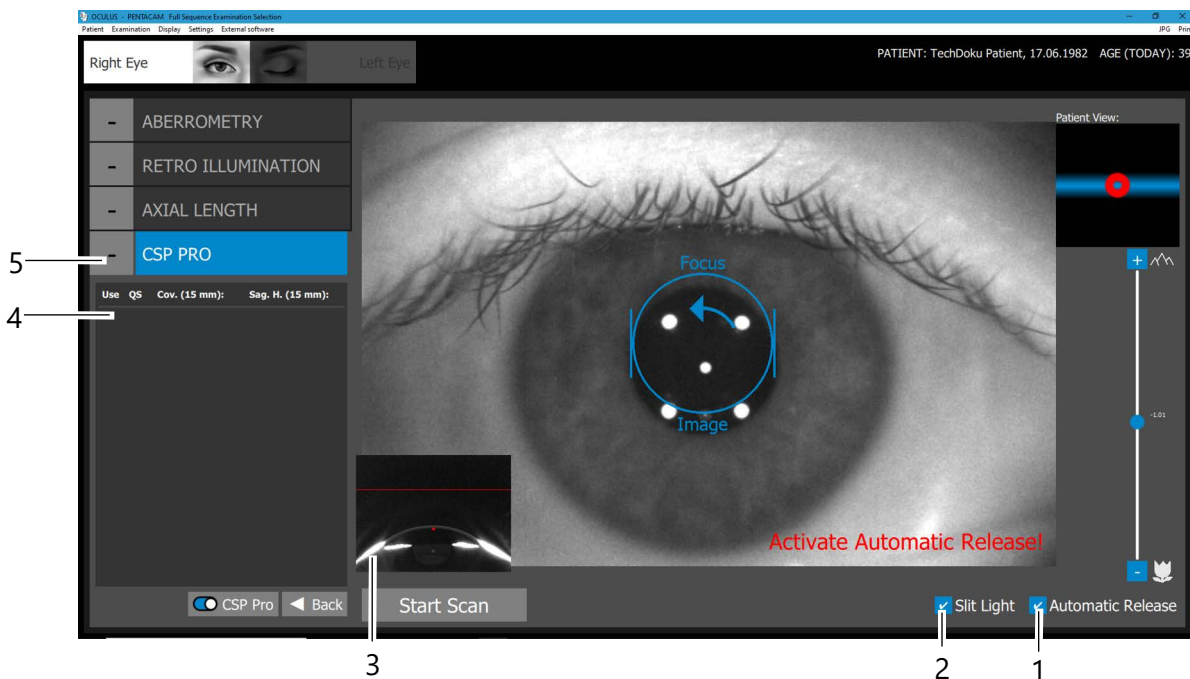 OCULUS - PENTACAM Full Sequence Examination Selection
Patient Examination Display Settings External software
JPG Prin
Right Eye
Left Eye
PATIENT: TechDoku Patient, 17.06.1982 AGE (TODAY): 39
- ABERROMETRY
- RETRO ILLUMINATION
- AXIAL LENGTH
- CSP PRO
5
Use QS Cov. (15 mm): Sag. H. (15 mm):
4
Focus
Image
Patient View:
+
-1.01
-
Activate Automatic Release!
CSP Pro Back
Start Scan
Slit Light Automatic Release
3
2
1